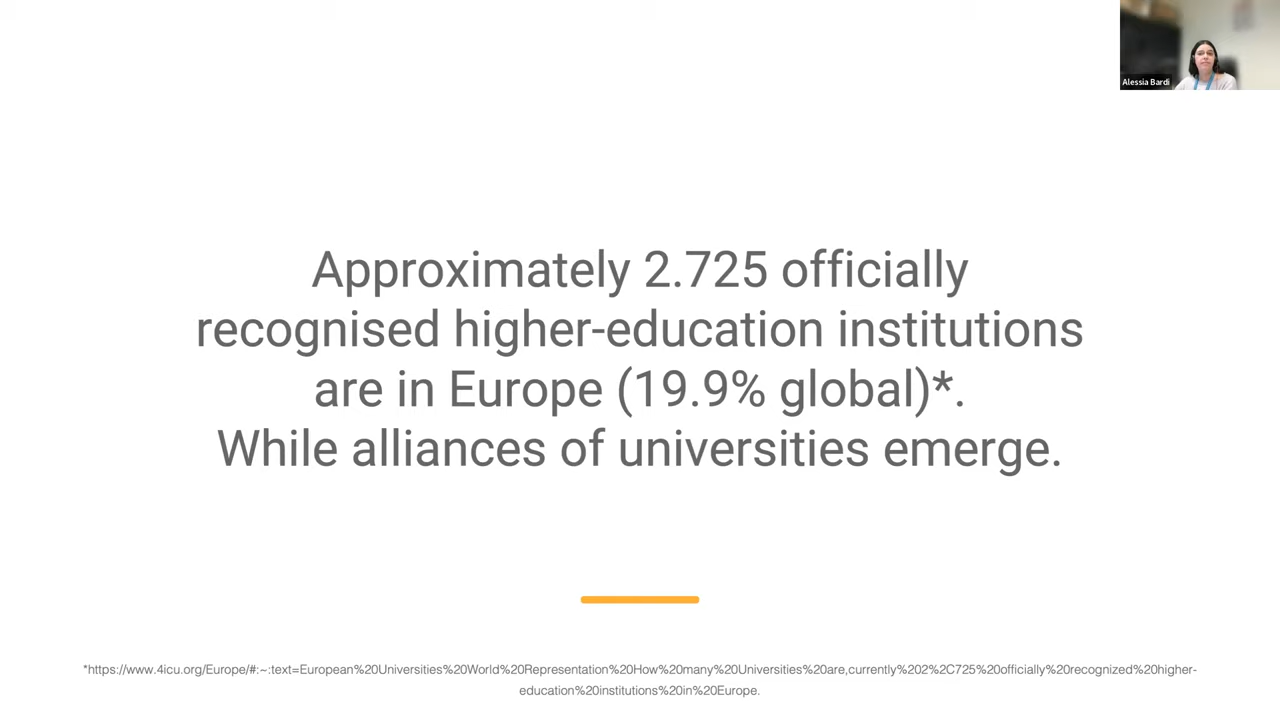 Alessia Bardi
Approximately 2.725 officially
recognised higher-education institutions
are in Europe (19.9% global)*.
While alliances of universities emerge.
*https://www.4icu.org/Europe/#:~:text=European%20Universities%20World%20Representation%20How%20many%20Universities%20are,currently%202%2C725%20officially%20recognized%20higher-
education%20institutions%20in%20Europe.